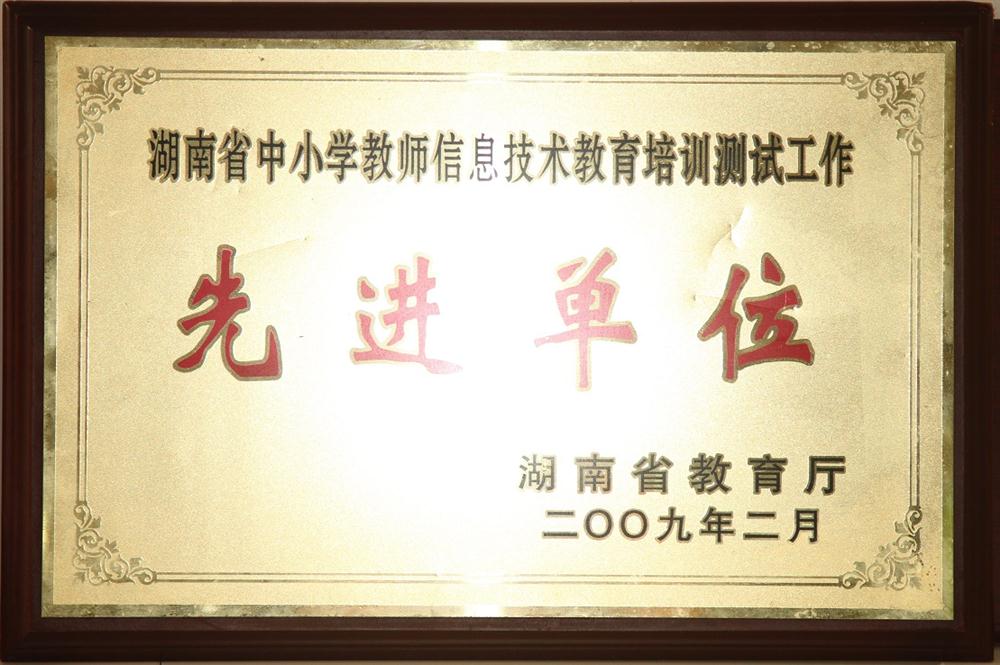 湖南省中小学教师信息技术教育培训测试工作
先进单位
湖南省教育厅
二〇〇九年二月